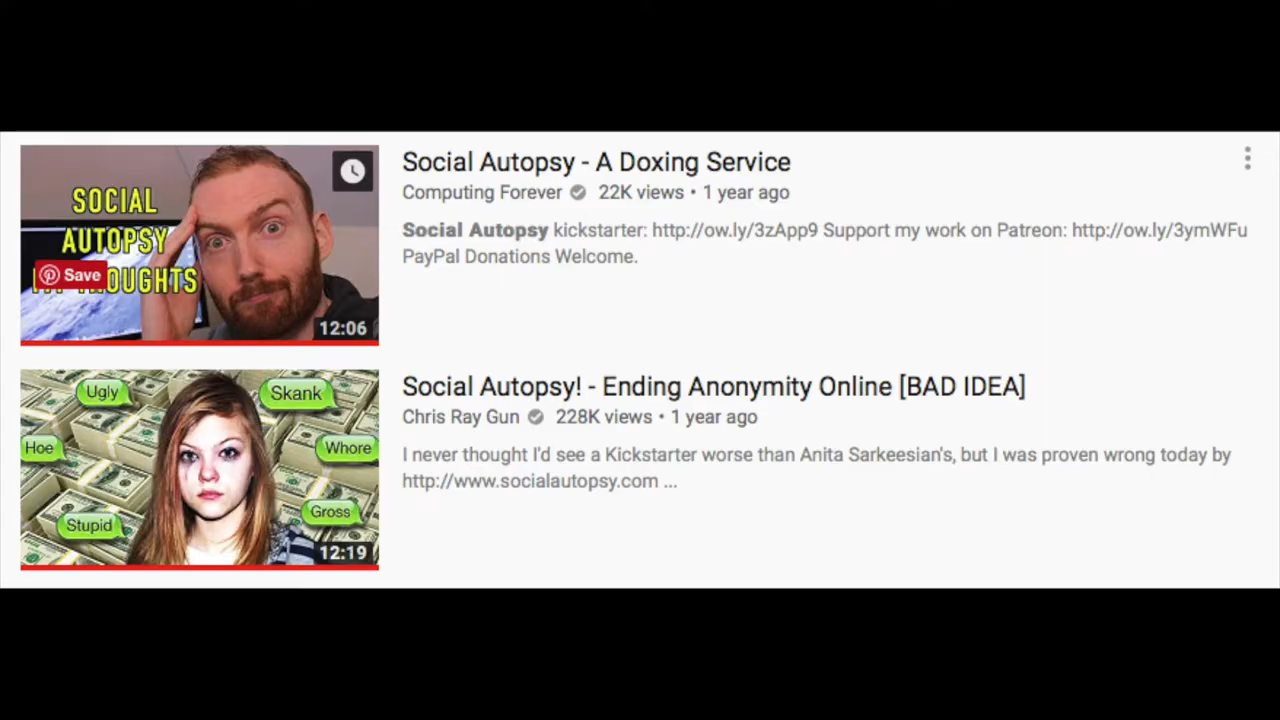 SOCIAL
AUTOPSY
THOUGHTS
Save
12:06
Social Autopsy - A Doxing Service
Computing Forever 22K views • 1 year ago
Social Autopsy kickstarter: http://ow.ly/3zApp9 Support my work on Patreon: http://ow.ly/3ymWFu
PayPal Donations Welcome.
Ugly
Skank
Hoe
Whore
Stupid
Gross
12:19
Social Autopsy! - Ending Anonymity Online [BAD IDEA]
Chris Ray Gun 228K views • 1 year ago
I never thought I'd see a Kickstarter worse than Anita Sarkeesian's, but I was proven wrong today by
http://www.socialautopsy.com ...